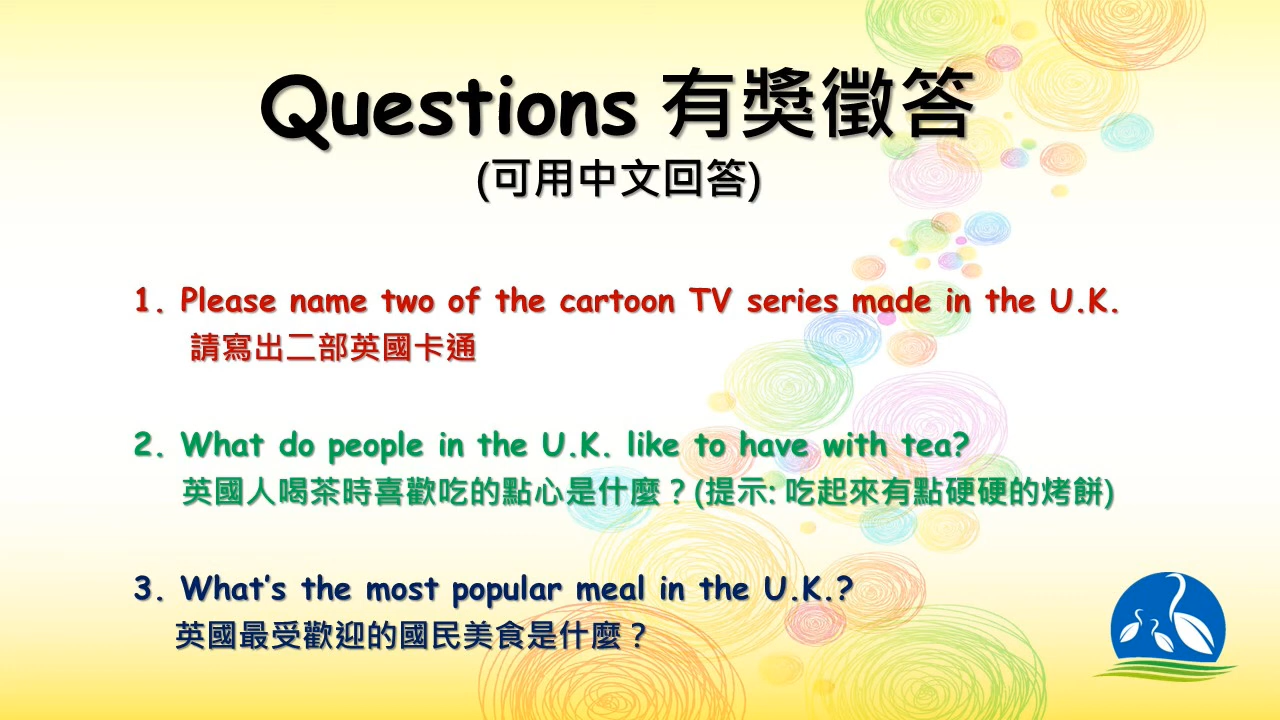 Questions 有獎徵答
(可用中文回答)
1. Please name two of the cartoon TV series made in the U.K.
請寫出二部英國卡通
2. What do people in the U.K. like to have with tea?
英國人喝茶時喜歡吃的點心是什麼？(提示: 吃起來有點硬硬的烤餅)
3. What's the most popular meal in the U.K.?
英國最受歡迎的國民美食是什麼？